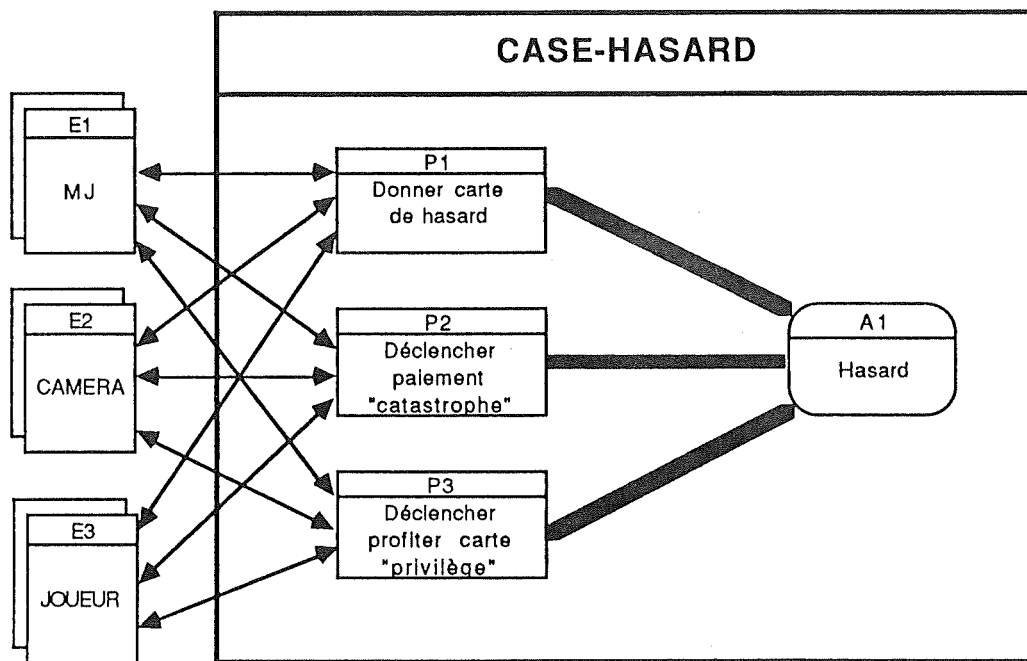 CASE-HASARD
E1
MJ
E2
CAMERA
E3
JOUEUR
P1
Donner carte
de hasard
P2
Déclencher
paiement
"catastrophe"
P3
Déclencher
profiter carte
"privilège"
A1
Hasard